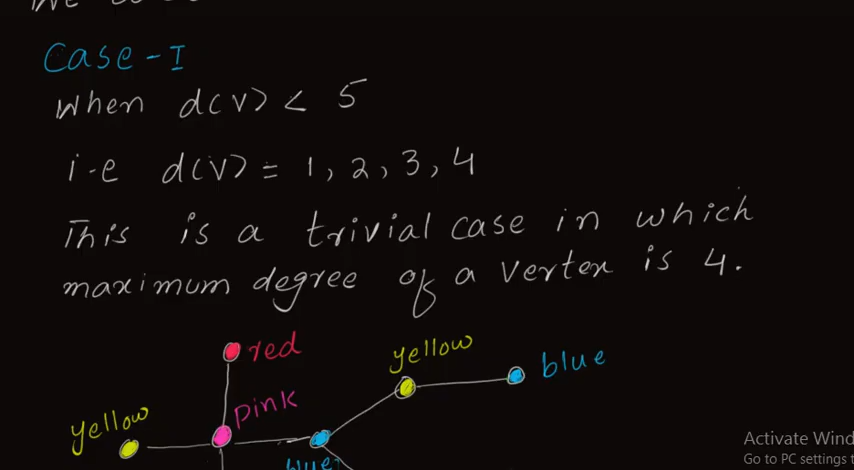 Case-I
When d(v) < 5
i.e d(v) = 1, 2, 3, 4
This is a trivial case in which
maximum degree of a vertex is 4.
red
yellow
blue
pink
yellow
blue
Activate Wind
Go to PC settings t